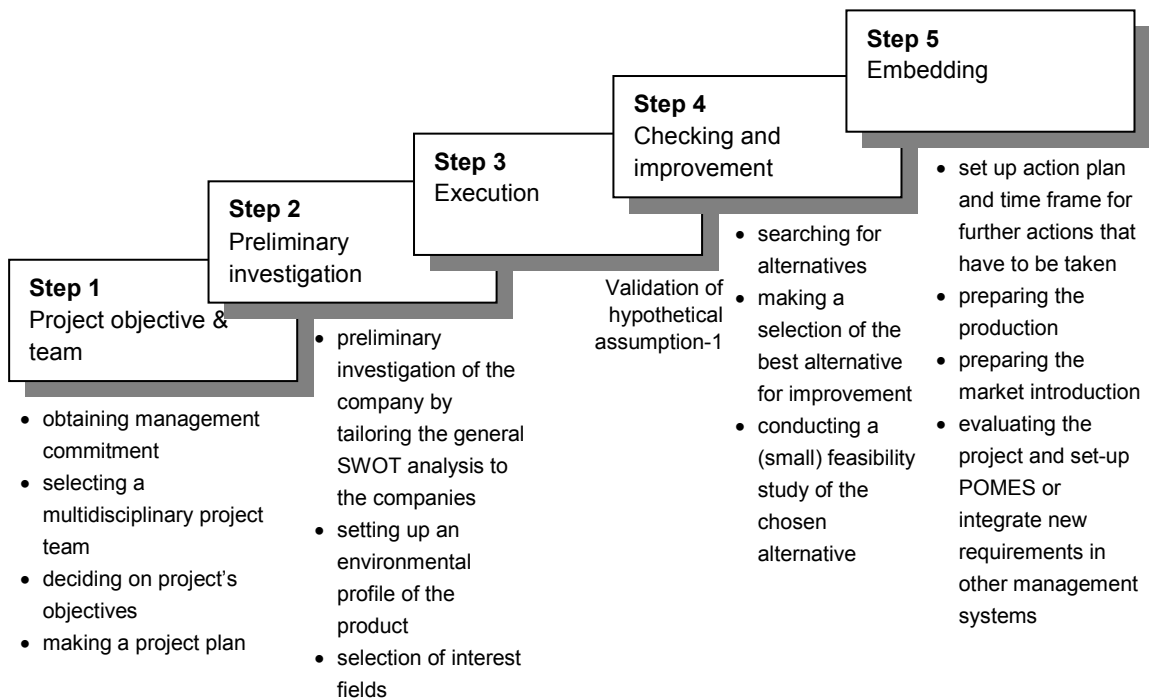 Step 1
Project objective &
team
• obtaining management
commitment
• selecting a
multidisciplinary project
team
• deciding on project's
objectives
• making a project plan
Step 2
Preliminary
investigation
• preliminary
investigation of the
company by
tailoring the general
SWOT analysis to
the companies
• setting up an
environmental
profile of the
product
• selection of interest
fields
Step 3
Execution
Validation of
hypothetical
assumption-1
Step 4
Checking and
improvement
• searching for
alternatives
• making a
selection of the
best alternative
for improvement
• conducting a
(small) feasibility
study of the
chosen
alternative
Step 5
Embedding
• set up action plan
and time frame for
further actions that
have to be taken
• preparing the
production
• preparing the
market introduction
• evaluating the
project and set-up
POMES or
integrate new
requirements in
other management
systems